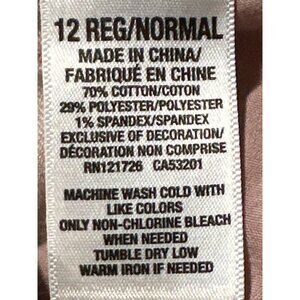 12 REG/NORMAL
MADE IN CHINA/
FABRIQUÉ EN CHINE
70% COTTON/COTON
29% POLYESTER/POLYESTER
1% SPANDEX/SPANDEX
EXCLUSIVE OF DECORATION/
DÉCORATION NON COMPRISE
RN121726 CA53201
MACHINE WASH COLD WITH
LIKE COLORS
ONLY NON-CHLORINE BLEACH
WHEN NEEDED
TUMBLE DRY LOW
WARM IRON IF NEEDED